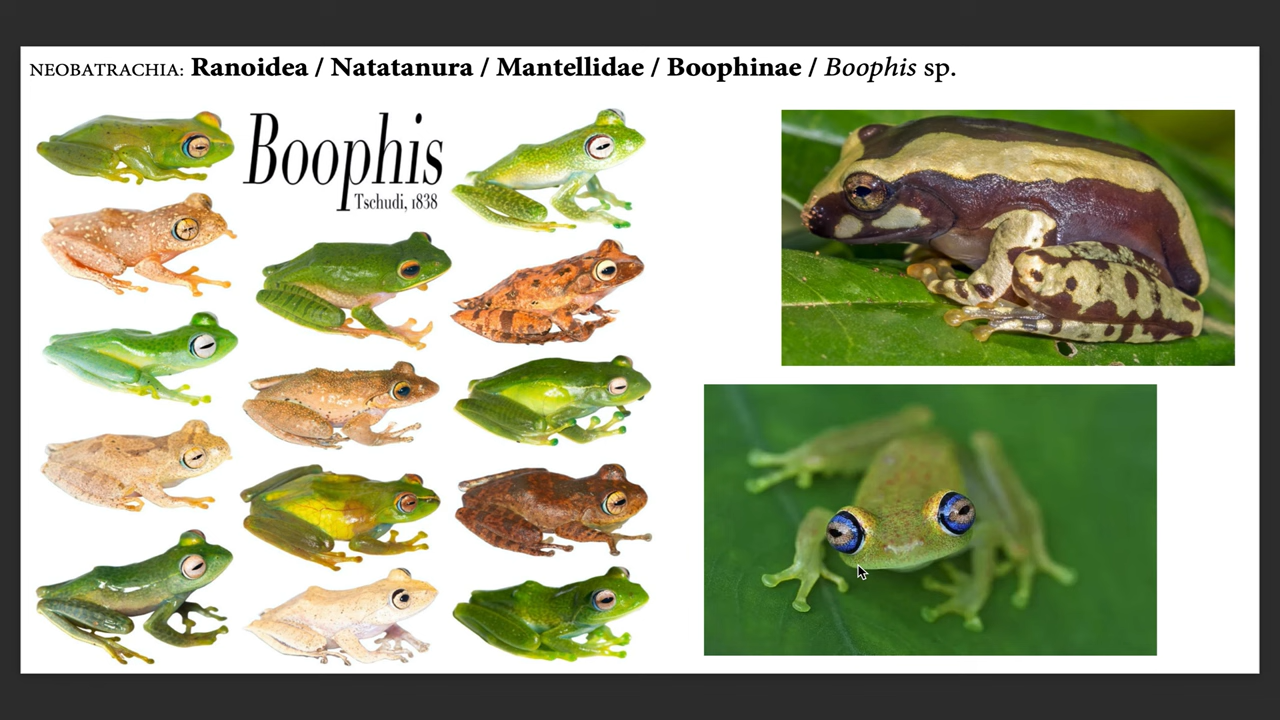 NEOBATRACHIA: Ranoidea / Natatanura / Mantellidae / Boophinae / Boophis sp.
Boophis
Tschudi, 1838